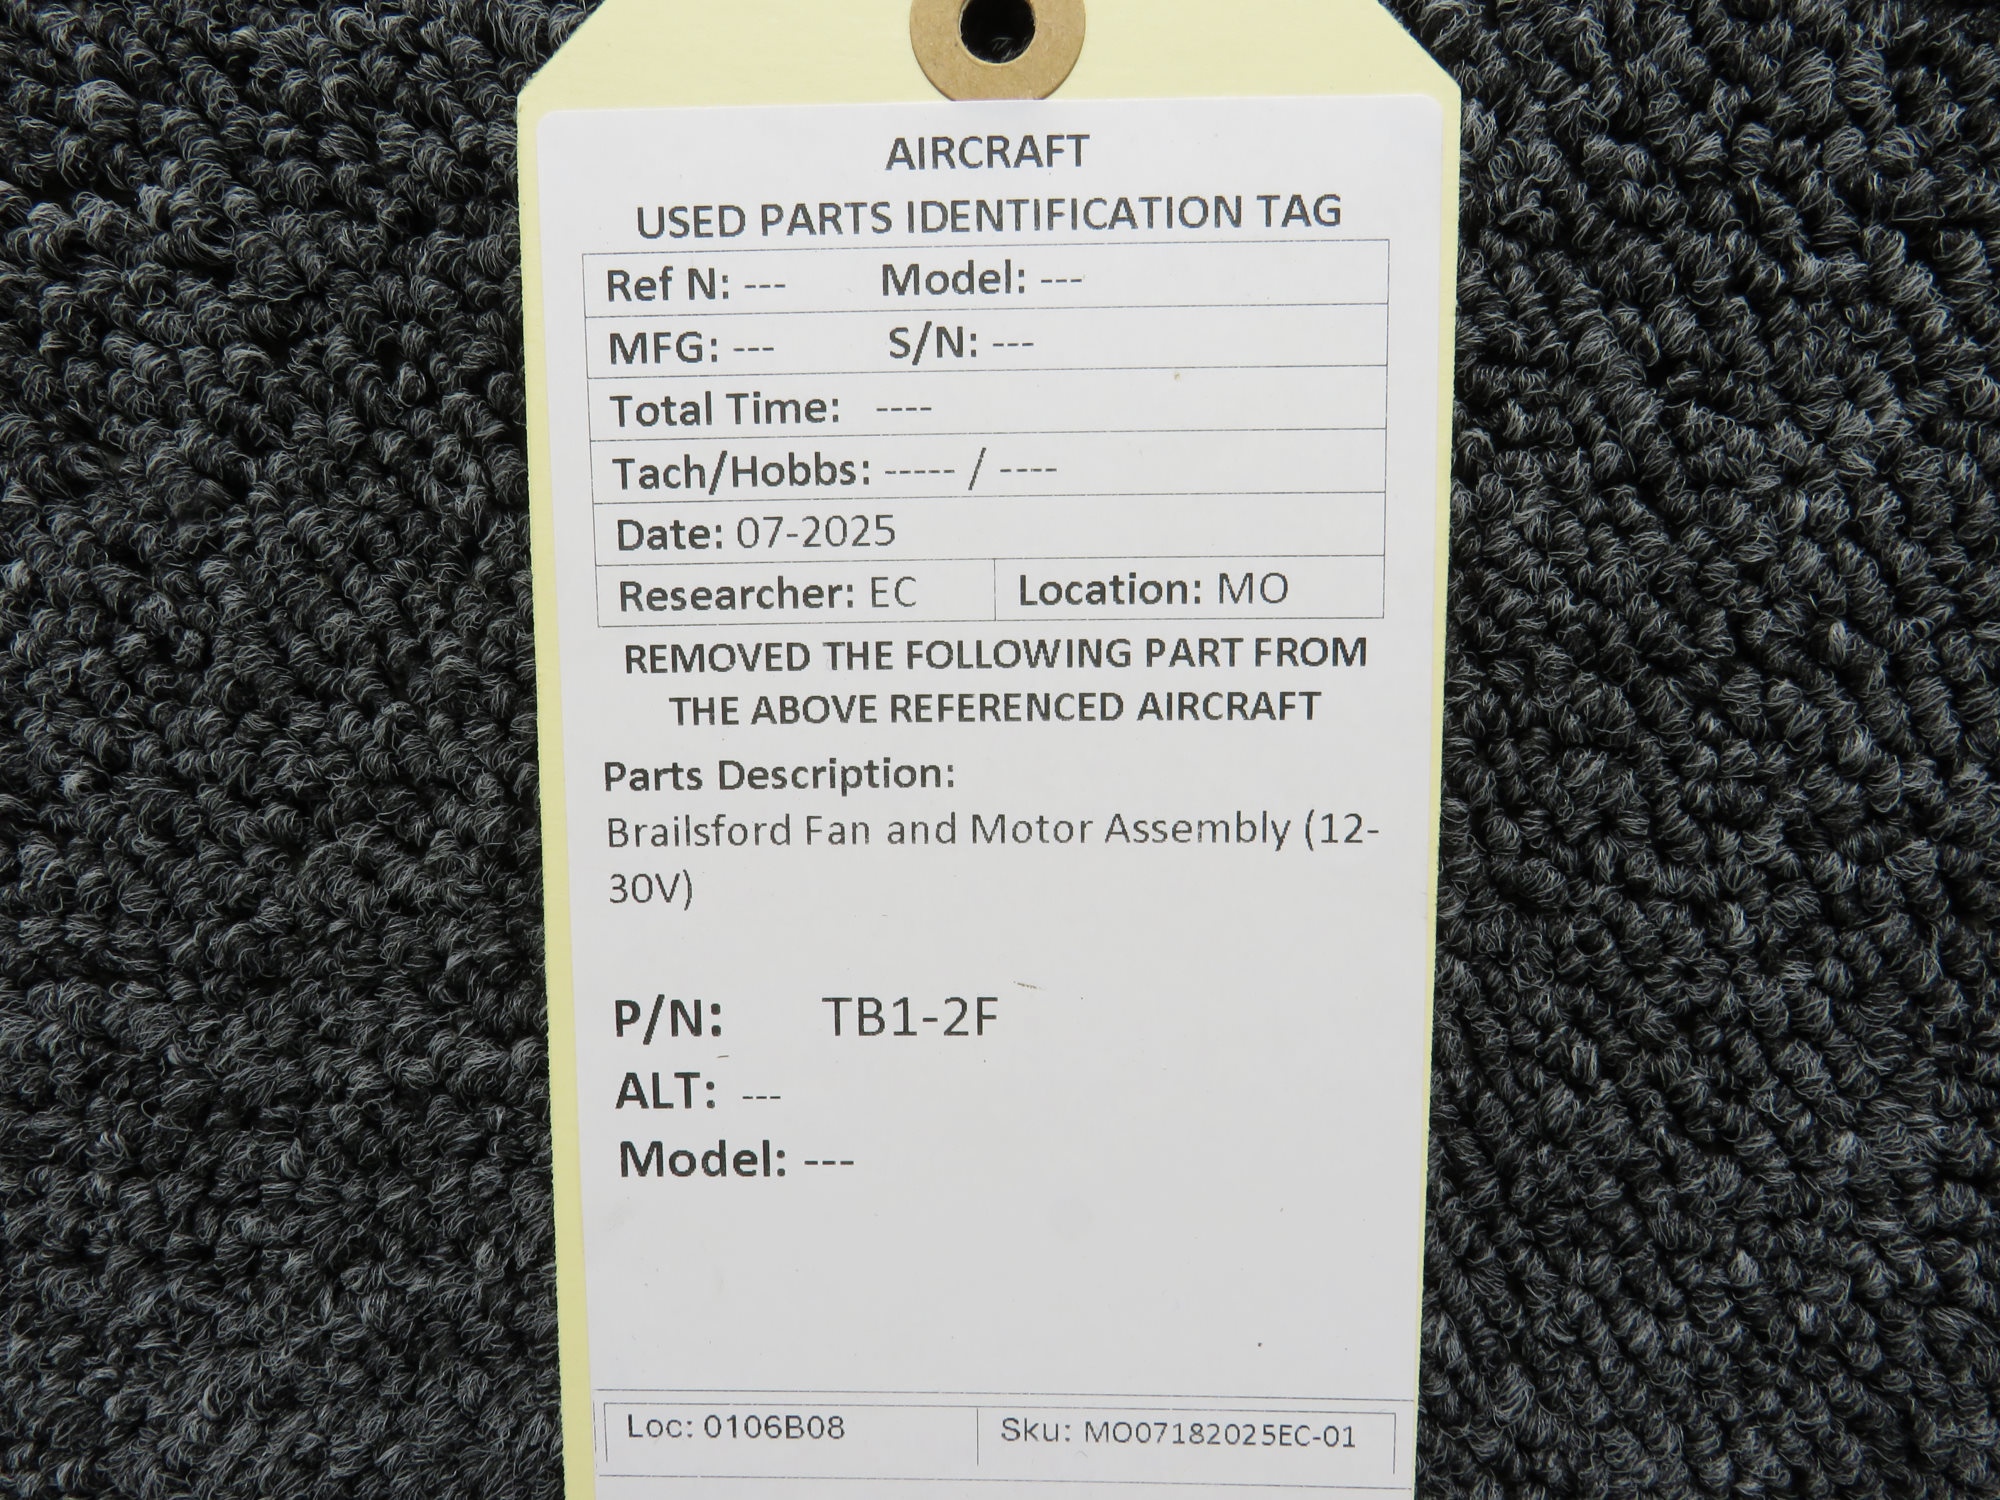 AIRCRAFT
USED PARTS IDENTIFICATION TAG
Ref N: --- Model: ---
MFG: --- S/N: ---
Total Time: ----
Tach/Hobbs: ----- / ----
Date: 07-2025
Researcher: EC Location: MO
REMOVED THE FOLLOWING PART FROM
THE ABOVE REFERENCED AIRCRAFT
Parts Description:
Brailsford Fan and Motor Assembly (12-
30V)
P/N: TB1-2F
ALT: ---
Model: ---
Loc: 0106B08 Sku: MO07182025EC-01